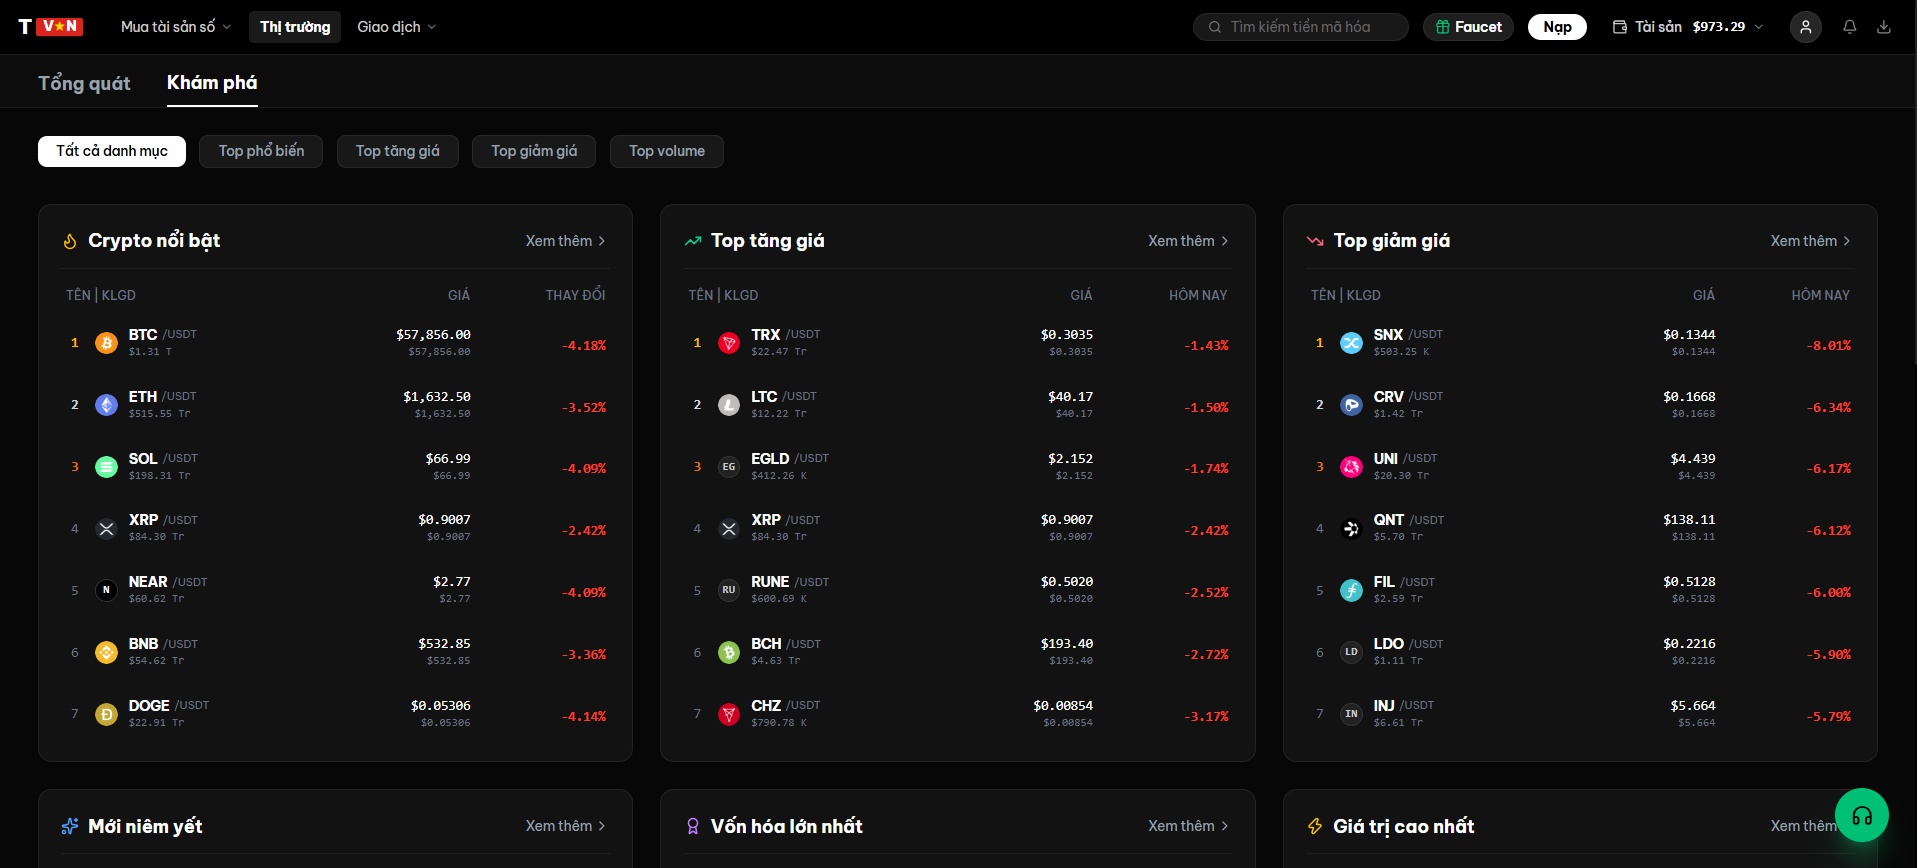 T V★N Mua tài sản số Thị trường Giao dịch Tìm kiếm tiền mã hóa Faucet Nạp Tài sản $973.29
Tổng quát Khám phá
Tất cả danh mục Top phổ biến Top tăng giá Top giảm giá Top volume
Crypto nổi bật Xem thêm
TÊN | KLGD GIÁ THAY ĐỔI
1 BTC /USDT $57,856.00 -4.18%
$1.31 T $57,856.00
2 ETH /USDT $1,632.50 -3.52%
$515.55 Tr $1,632.50
3 SOL /USDT $66.99 -4.09%
$198.31 Tr $66.99
4 XRP /USDT $0.9007 -2.42%
$84.30 Tr $0.9007
5 N NEAR /USDT $2.77 -4.09%
$60.62 Tr $2.77
6 BNB /USDT $532.85 -3.36%
$54.62 Tr $532.85
7 DOGE /USDT $0.05306 -4.14%
$22.91 Tr $0.05306
Top tăng giá Xem thêm
TÊN | KLGD GIÁ HÔM NAY
1 TRX /USDT $0.3035 -1.43%
$22.47 Tr $0.3035
2 LTC /USDT $40.17 -1.50%
$12.22 Tr $40.17
3 EG EGLD /USDT $2.152 -1.74%
$412.26 K $2.152
4 XRP /USDT $0.9007 -2.42%
$84.30 Tr $0.9007
5 RU RUNE /USDT $0.5020 -2.52%
$600.69 K $0.5020
6 BCH /USDT $193.40 -2.72%
$4.63 Tr $193.40
7 CHZ /USDT $0.00854 -3.17%
$790.78 K $0.00854
Top giảm giá Xem thêm
TÊN | KLGD GIÁ HÔM NAY
1 SNX /USDT $0.1344 -8.01%
$503.25 K $0.1344
2 CRV /USDT $0.1668 -6.34%
$1.42 Tr $0.1668
3 UNI /USDT $4.439 -6.17%
$20.30 Tr $4.439
4 QNT /USDT $138.11 -6.12%
$5.70 Tr $138.11
5 FIL /USDT $0.5128 -6.00%
$2.59 Tr $0.5128
6 LD LDO /USDT $0.2216 -5.90%
$1.11 Tr $0.2216
7 IN INJ /USDT $5.664 -5.79%
$6.61 Tr $5.664
Mới niêm yết Xem thêm
Vốn hóa lớn nhất Xem thêm
Giá trị cao nhất Xem thêm